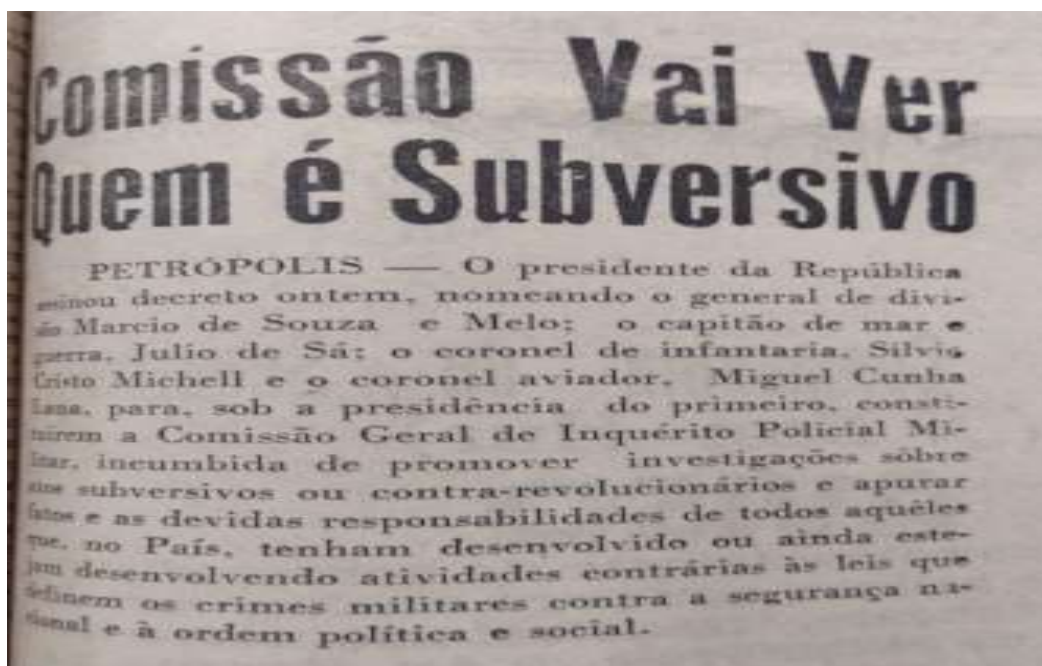 Comissão Vai Ver
Quem é Subversivo
PETRÓPOLIS — O presidente da República
assinou decreto ontem, nomeando o general de divi-
são Marcio de Souza e Melo; o capitão de mar e
guerra, Julio de Sá; o coronel de infantaria, Silvio
Cristo Michell e o coronel aviador, Miguel Cunha
Lana, para, sob a presidência do primeiro, consti-
tuirem a Comissão Geral de Inquérito Policial Mi-
litar, incumbida de promover investigações sôbre
atos subversivos ou contra-revolucionários e apurar
fatos e as devidas responsabilidades de todos aquêles
que, no País, tenham desenvolvido ou ainda este-
jam desenvolvendo atividades contrárias às leis que
definem os crimes militares contra a segurança na-
cional e à ordem política e social.